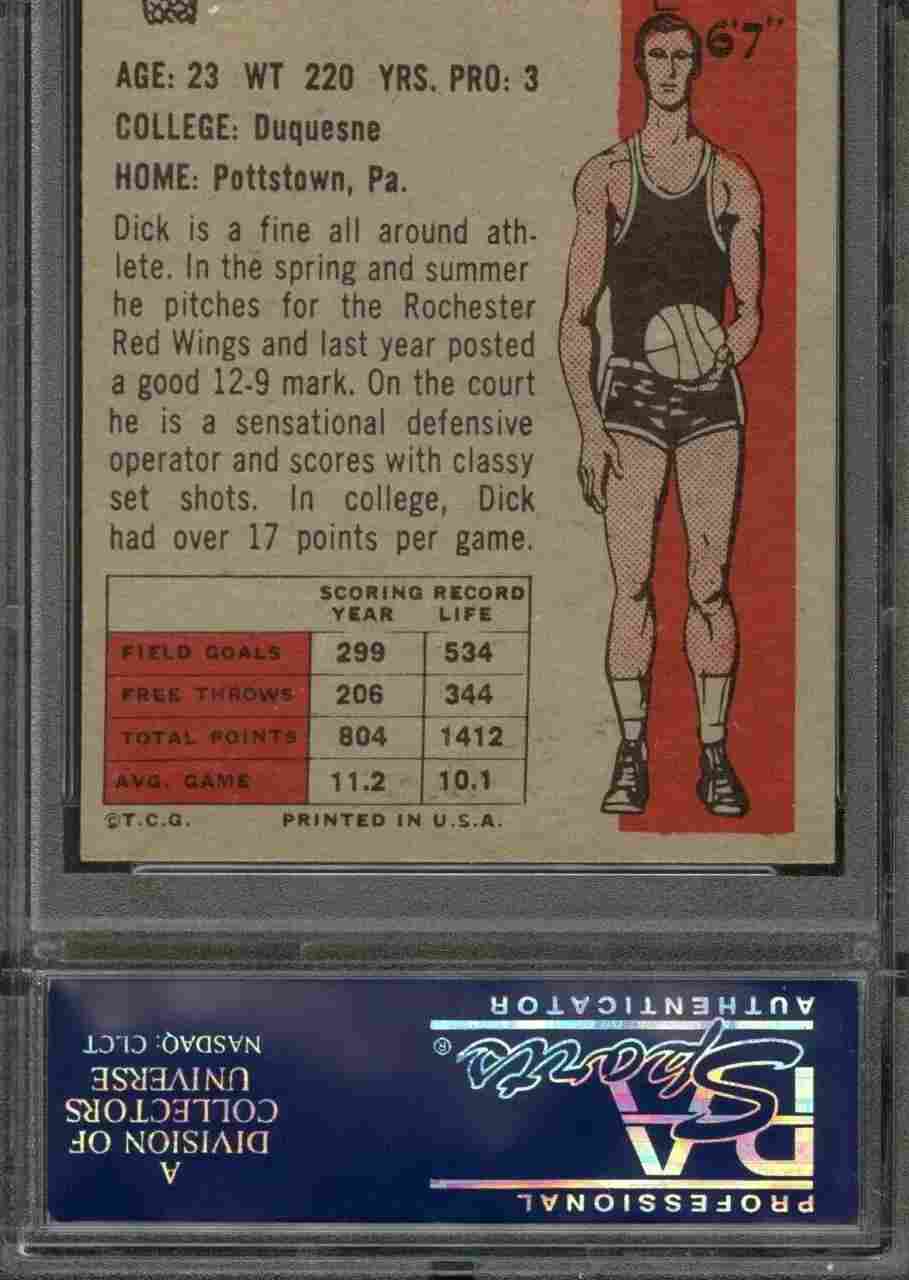 6'7"
AGE: 23 WT 220 YRS. PRO: 3
COLLEGE: Duquesne
HOME: Pottstown, Pa.
Dick is a fine all around ath-
lete. In the spring and summer
he pitches for the Rochester
Red Wings and last year posted
a good 12-9 mark. On the court
he is a sensational defensive
operator and scores with classy
set shots. In college, Dick
had over 17 points per game.
SCORING RECORD
YEAR LIFE
FIELD GOALS 299 534
FREE THROWS 206 344
TOTAL POINTS 804 1412
AVG. GAME 11.2 10.1
©T.C.G. PRINTED IN U.S.A.
PROFESSIONAL
PSA
Sports ®
AUTHENTICATOR
A
DIVISION OF
COLLECTORS
UNIVERSE
NASDAQ: CLCT